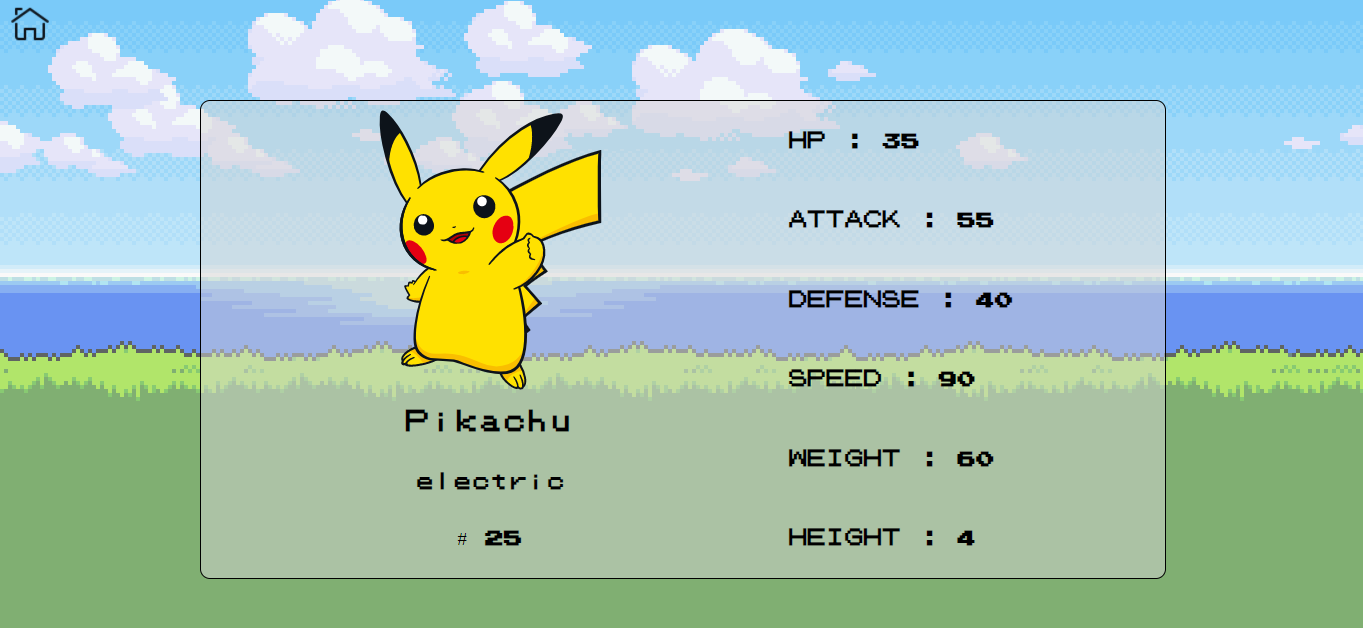 Pikachu
electric
# 25
HP : 35
ATTACK : 55
DEFENSE : 40
SPEED : 90
WEIGHT : 60
HEIGHT : 4